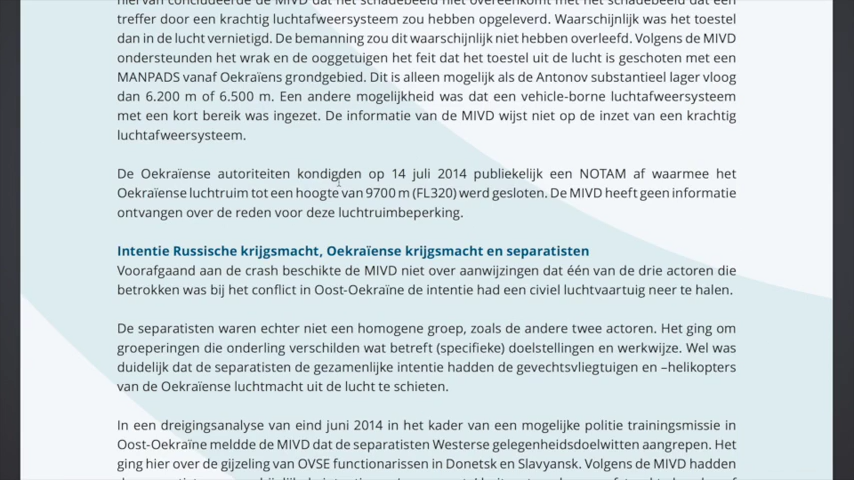 hiervan concludeerde de MIVD dat het schadebeeld niet overeenkomt met het schadebeeld dat een
treffer door een krachtig luchtafweersysteem zou hebben opgeleverd. Waarschijnlijk was het toestel
dan in de lucht vernietigd. De bemanning zou dit waarschijnlijk niet hebben overleefd. Volgens de MIVD
ondersteunden het wrak en de ooggetuigen het feit dat het toestel uit de lucht is geschoten met een
MANPADS vanaf Oekraïens grondgebied. Dit is alleen mogelijk als de Antonov substantieel lager vloog
dan 6.200 m of 6.500 m. Een andere mogelijkheid was dat een vehicle-borne luchtafweersysteem
met een kort bereik was ingezet. De informatie van de MIVD wijst niet op de inzet van een krachtig
luchtafweersysteem.
De Oekraïense autoriteiten kondigden op 14 juli 2014 publiekelijk een NOTAM af waarmee het
Oekraïense luchtruim tot een hoogte van 9700 m (FL320) werd gesloten. De MIVD heeft geen informatie
ontvangen over de reden voor deze luchtruimbeperking.
Intentie Russische krijgsmacht, Oekraïense krijgsmacht en separatisten
Voorafgaand aan de crash beschikte de MIVD niet over aanwijzingen dat één van de drie actoren die
betrokken was bij het conflict in Oost-Oekraïne de intentie had een civiel luchtvaartuig neer te halen.
De separatisten waren echter niet een homogene groep, zoals de andere twee actoren. Het ging om
groeperingen die onderling verschilden wat betreft (specifieke) doelstellingen en werkwijze. Wel was
duidelijk dat de separatisten de gezamenlijke intentie hadden de gevechtsvliegtuigen en –helikopters
van de Oekraïense luchtmacht uit de lucht te schieten.
In een dreigingsanalyse van eind juni 2014 in het kader van een mogelijke politie trainingsmissie in
Oost-Oekraïne meldde de MIVD dat de separatisten Westerse gelegenheidsdoelwitten aangrepen. Het
ging hier over de gijzeling van OVSE functionarissen in Donetsk en Slavyansk. Volgens de MIVD hadden